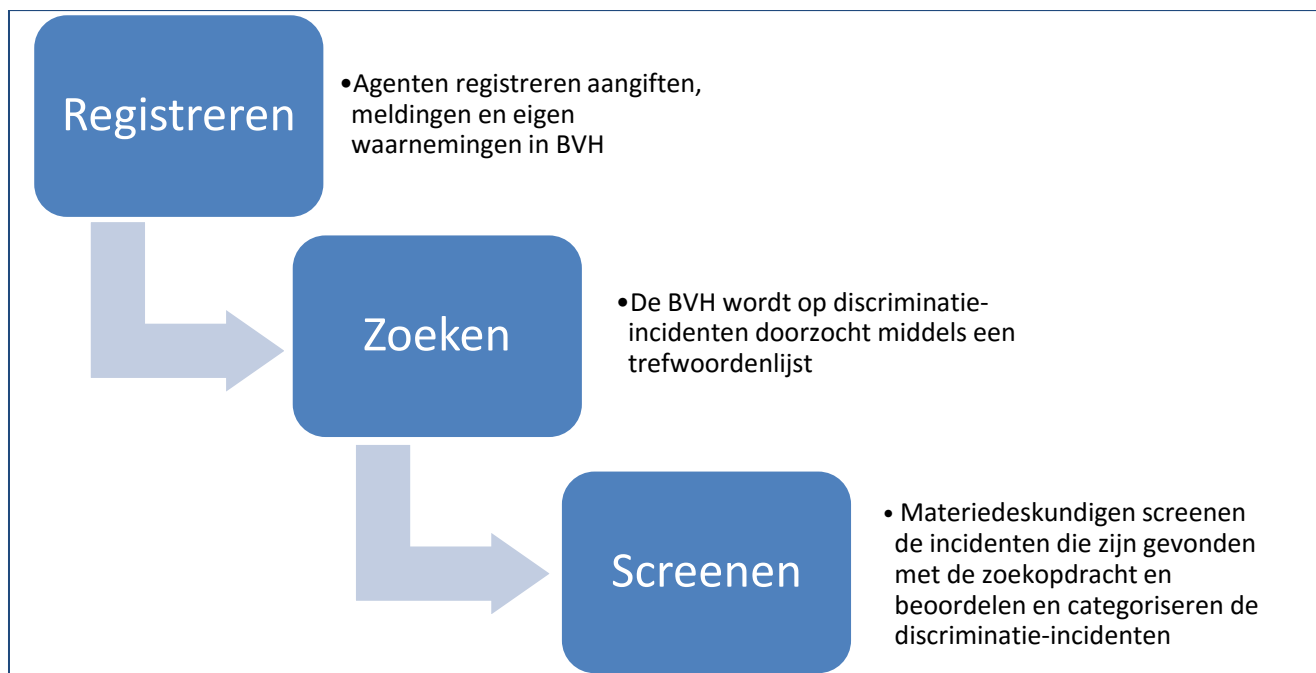 Registreren
•Agenten registreren aangiften,
meldingen en eigen
waarnemingen in BVH
Zoeken
•De BVH wordt op discriminatie-
incidenten doorzocht middels een
trefwoordenlijst
Screenen
• Materiedeskundigen screenen
de incidenten die zijn gevonden
met de zoekopdracht en
beoordelen en categoriseren de
discriminatie-incidenten